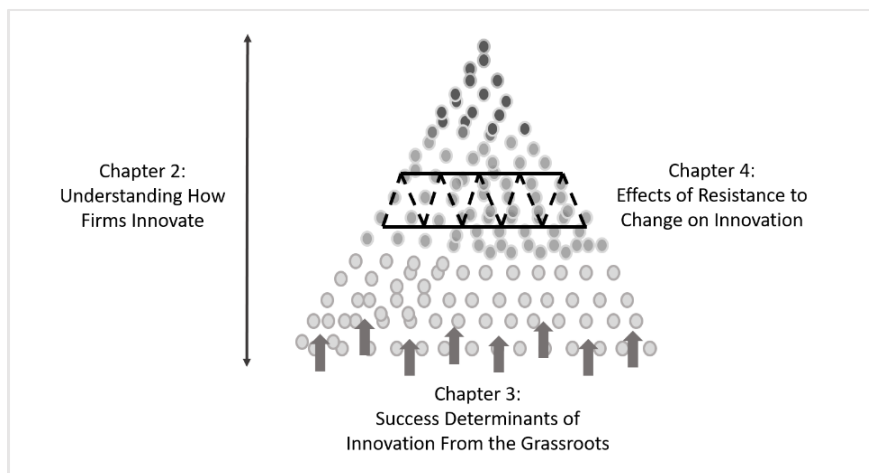 Chapter 2:
Understanding How
Firms Innovate
Chapter 4:
Effects of Resistance to
Change on Innovation
Chapter 3:
Success Determinants of
Innovation From the Grassroots